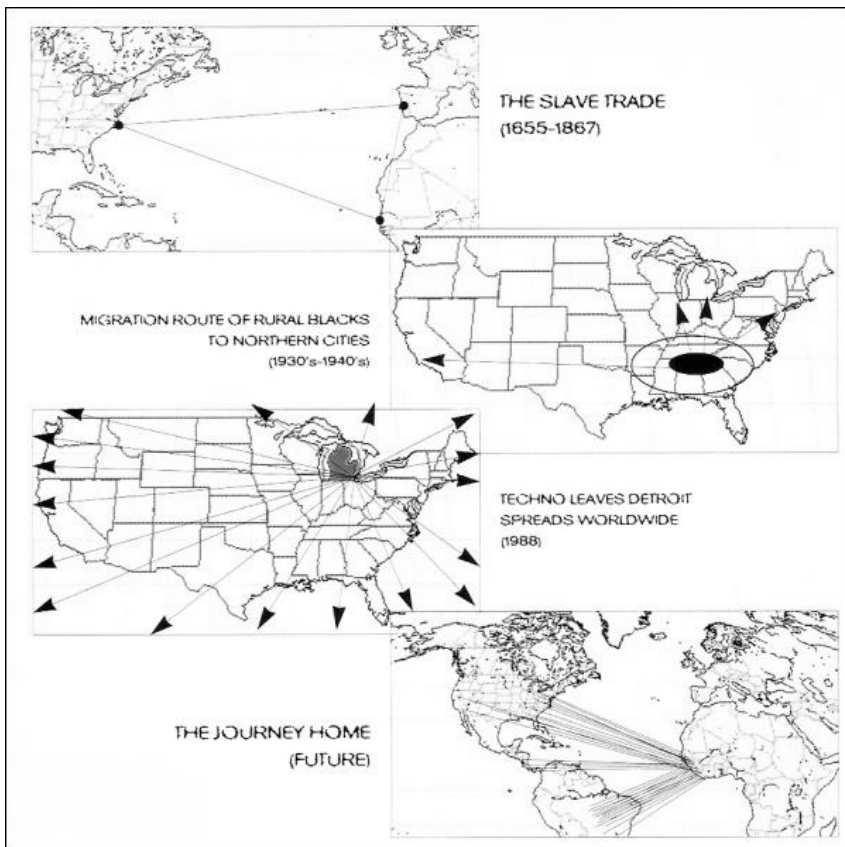 THE SLAVE TRADE
(1655-1867)
MIGRATION ROUTE OF RURAL BLACKS
TO NORTHERN CITIES
(1930's-1940's)
TECHNO LEAVES DETROIT
SPREADS WORLDWIDE
(1988)
THE JOURNEY HOME
(FUTURE)